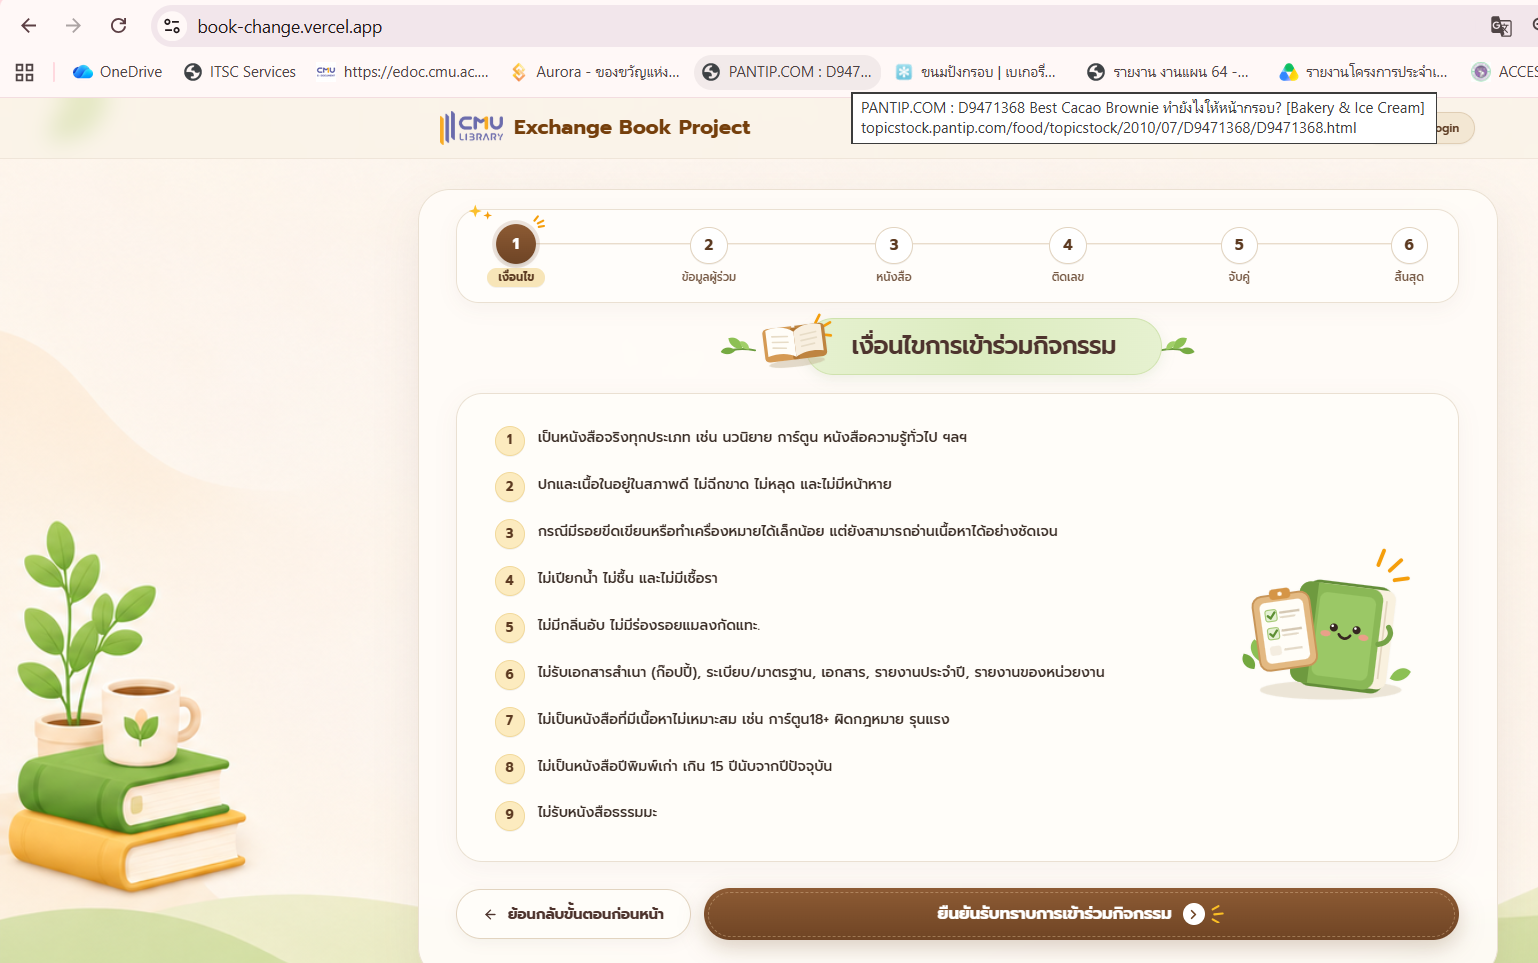 book-change.vercel.app
OneDrive
ITSC Services
https://edoc.cmu.ac....
Aurora - ของขวัญแห่ง...
PANTIP.COM : D947...
ขนมปังกรอบ | เบเกอรี่...
รายงาน งานแผน 64 -...
รายงานโครงการประจำเ...
ACCES
PANTIP.COM : D9471368 Best Cacao Brownie ทำยังไงให้หน้ากรอบ? [Bakery & Ice Cream]
topicstock.pantip.com/food/topicstock/2010/07/D9471368/D9471368.html
CMU
LIBRARY
Exchange Book Project
ogin
1
เงื่อนไข
2
ข้อมูลผู้ร่วม
3
หนังสือ
4
ติดเลข
5
จับคู่
6
สิ้นสุด
เงื่อนไขการเข้าร่วมกิจกรรม
1 เป็นหนังสือจริงทุกประเภท เช่น นวนิยาย การ์ตูน หนังสือความรู้ทั่วไป ฯลฯ
2 ปกและเนื้อในอยู่ในสภาพดี ไม่ฉีกขาด ไม่หลุด และไม่มีหน้าหาย
3 กรณีมีรอยขีดเขียนหรือทำเครื่องหมายได้เล็กน้อย แต่ยังสามารถอ่านเนื้อหาได้อย่างชัดเจน
4 ไม่เปียกน้ำ ไม่ชื้น และไม่มีเชื้อรา
5 ไม่มีกลิ่นอับ ไม่มีร่องรอยแมลงกัดแทะ.
6 ไม่รับเอกสารสำเนา (ก๊อปปี้), ระเบียบ/มาตรฐาน, เอกสาร, รายงานประจำปี, รายงานของหน่วยงาน
7 ไม่เป็นหนังสือที่มีเนื้อหาไม่เหมาะสม เช่น การ์ตูน18+ ผิดกฎหมาย รุนแรง
8 ไม่เป็นหนังสือปีพิมพ์เก่า เกิน 15 ปีนับจากปีปัจจุบัน
9 ไม่รับหนังสือธรรมมะ
← ย้อนกลับขั้นตอนก่อนหน้า
ยืนยันรับทราบการเข้าร่วมกิจกรรม